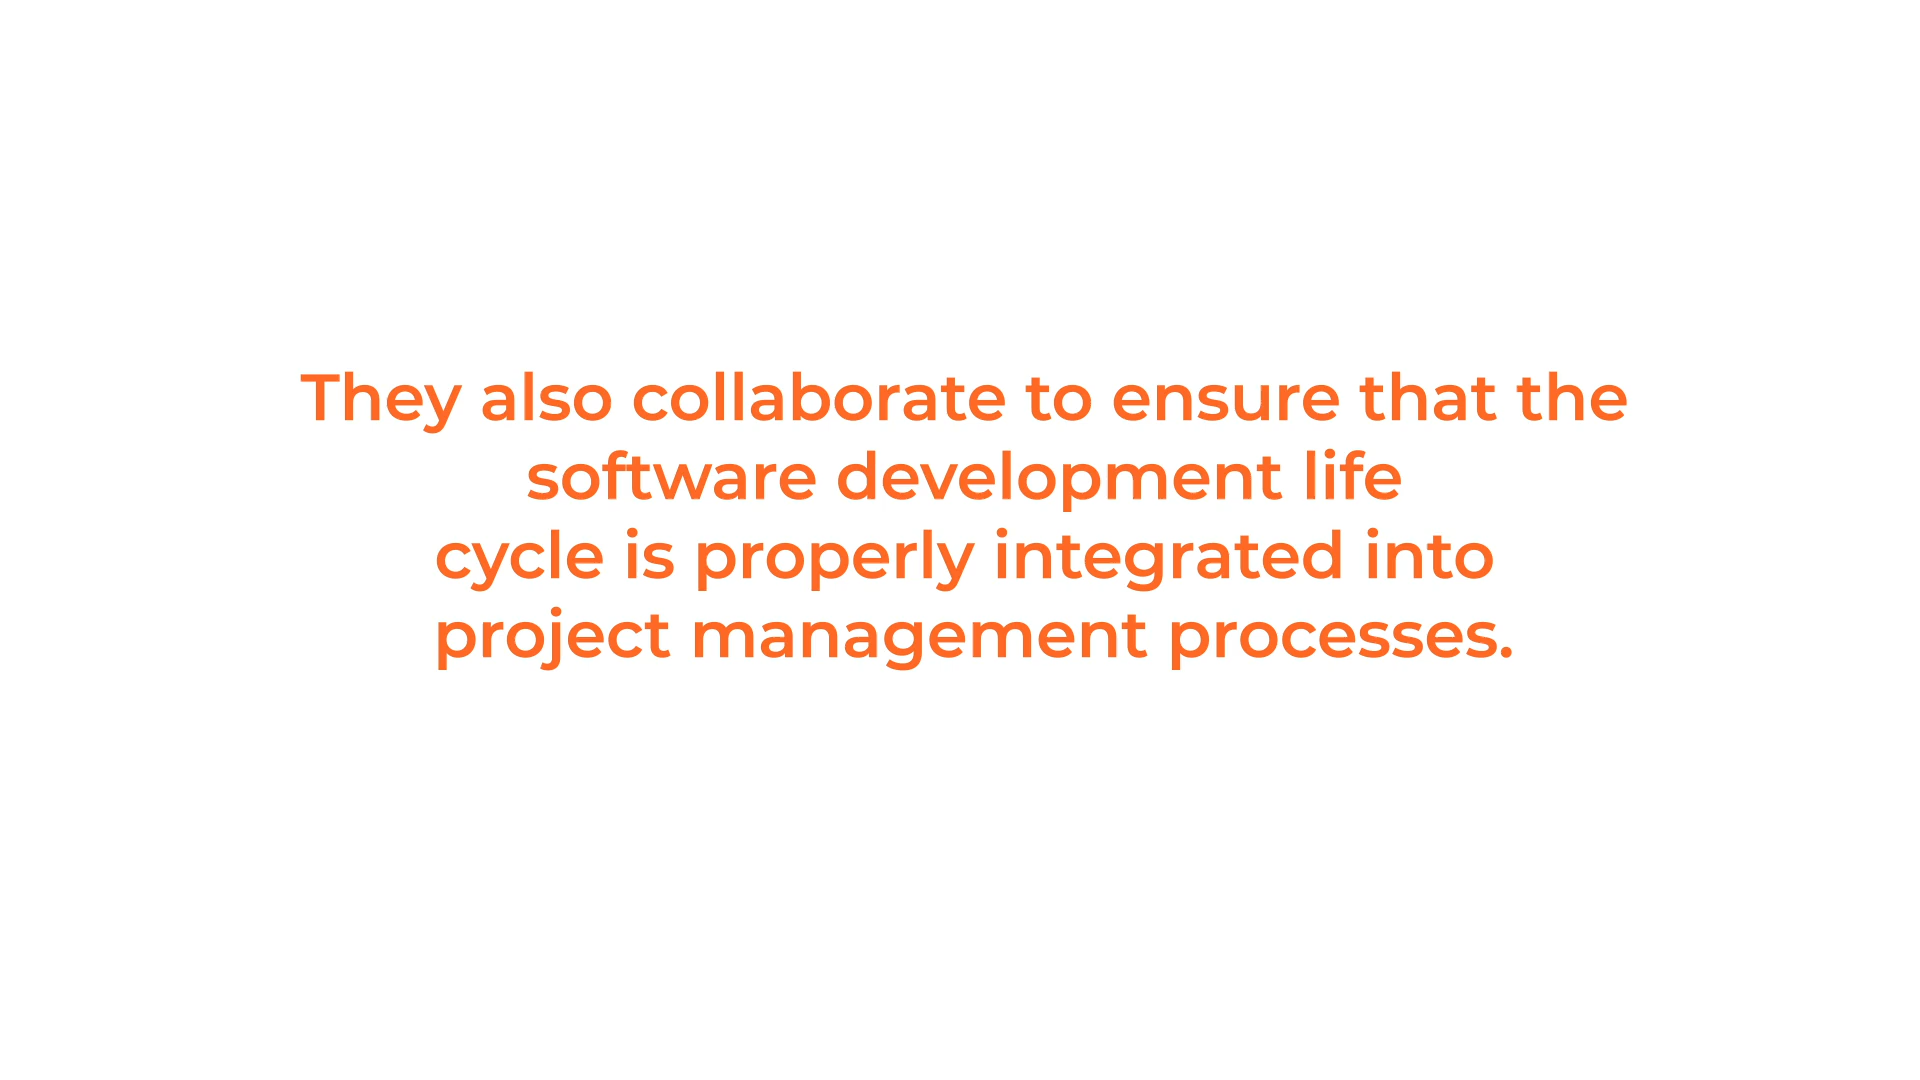 They also collaborate to ensure that the
software development life
cycle is properly integrated into
project management processes.